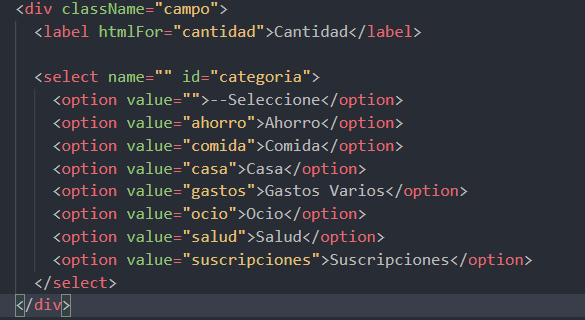 <div className="campo">
<label htmlFor="cantidad">Cantidad</label>
<select name="" id="categoria">
<option value="">--Seleccione</option>
<option value="ahorro">Ahorro</option>
<option value="comida">Comida</option>
<option value="casa">Casa</option>
<option value="gastos">Gastos Varios</option>
<option value="ocio">Ocio</option>
<option value="salud">Salud</option>
<option value="suscripciones">Suscripciones</option>
</select>
</div>